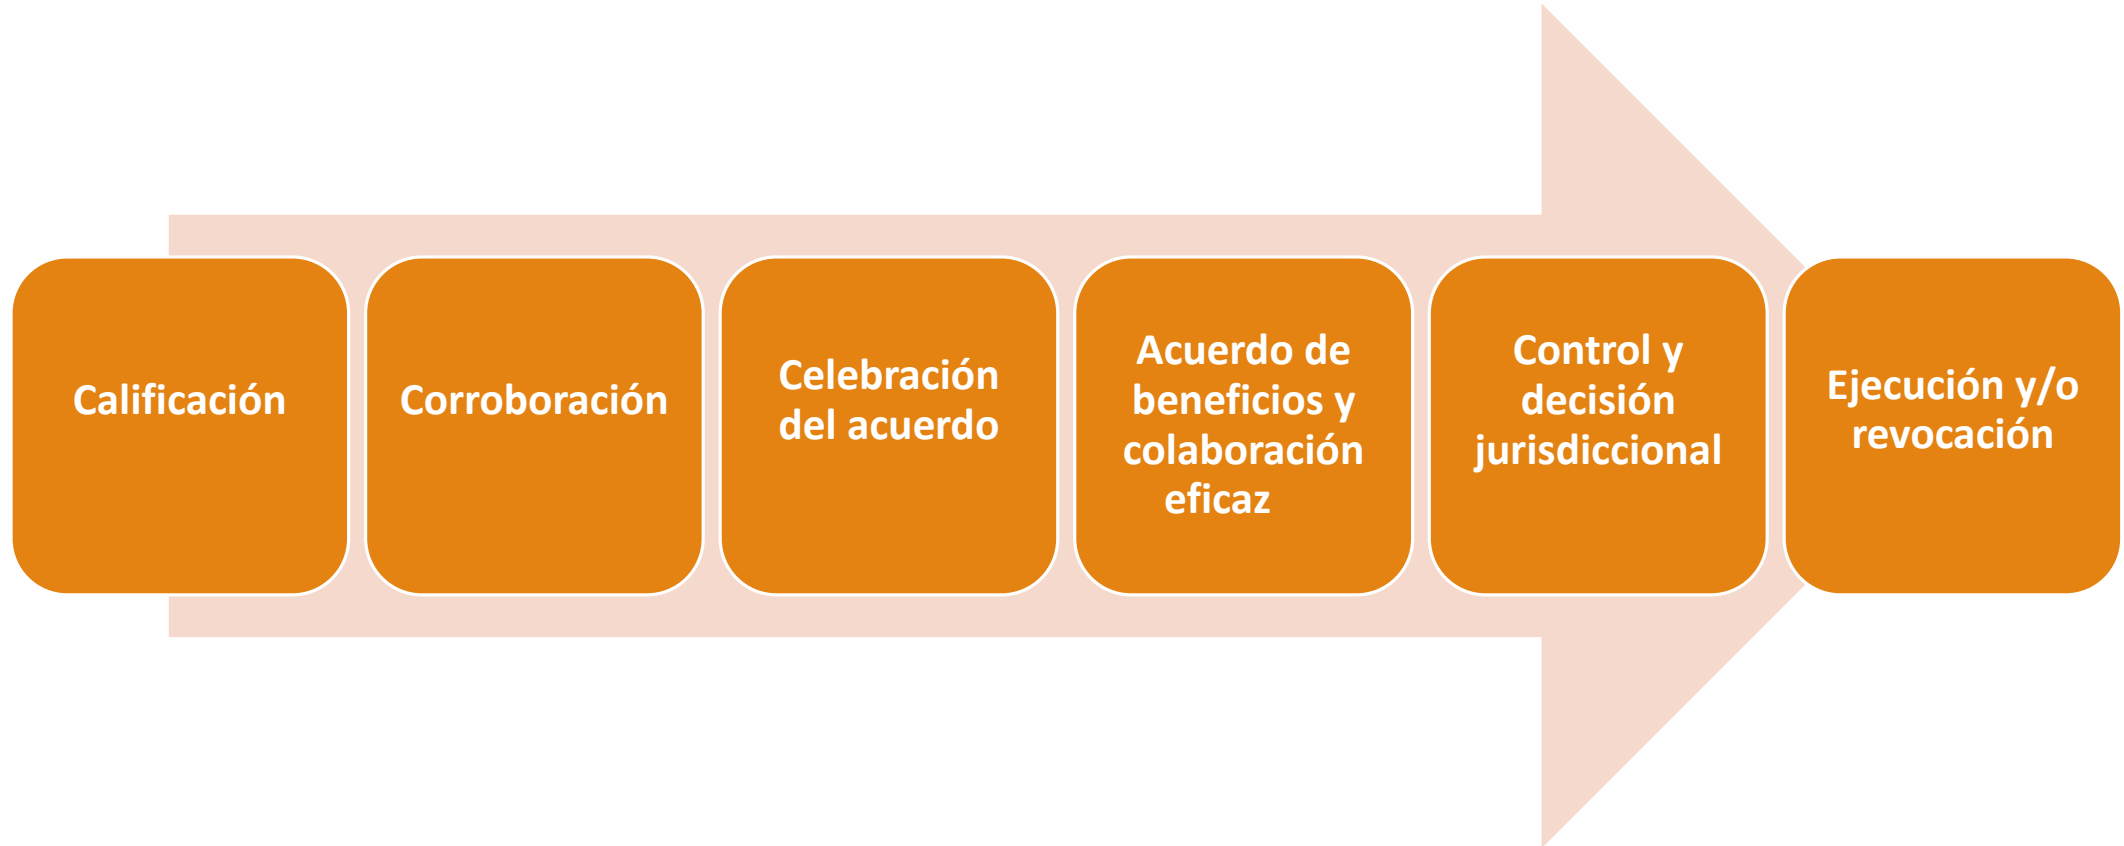 Calificación
Corroboración
Celebración
del acuerdo
Acuerdo de
beneficios y
colaboración
eficaz
Control y
decisión
jurisdiccional
Ejecución y/o
revocación